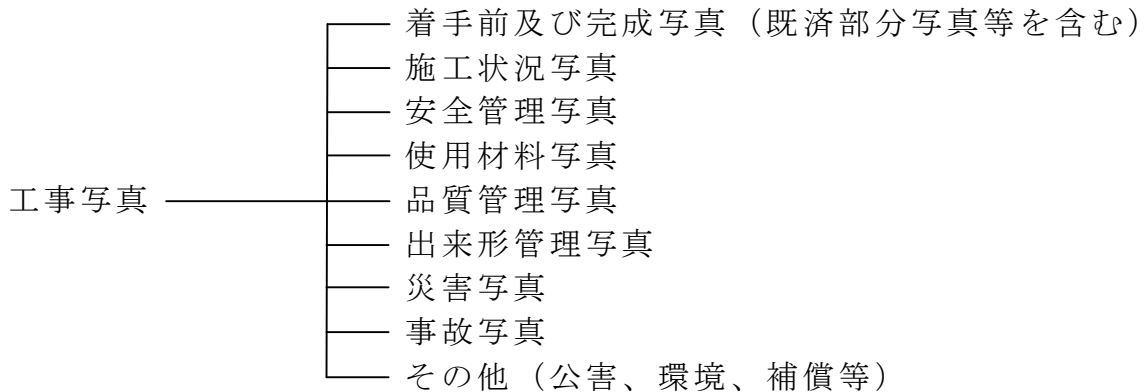 着手前及び完成写真（既済部分写真等を含む）
施工状況写真
安全管理写真
使用材料写真
工事写真
品質管理写真
出来形管理写真
災害写真
事故写真
その他（公害、環境、補償等）